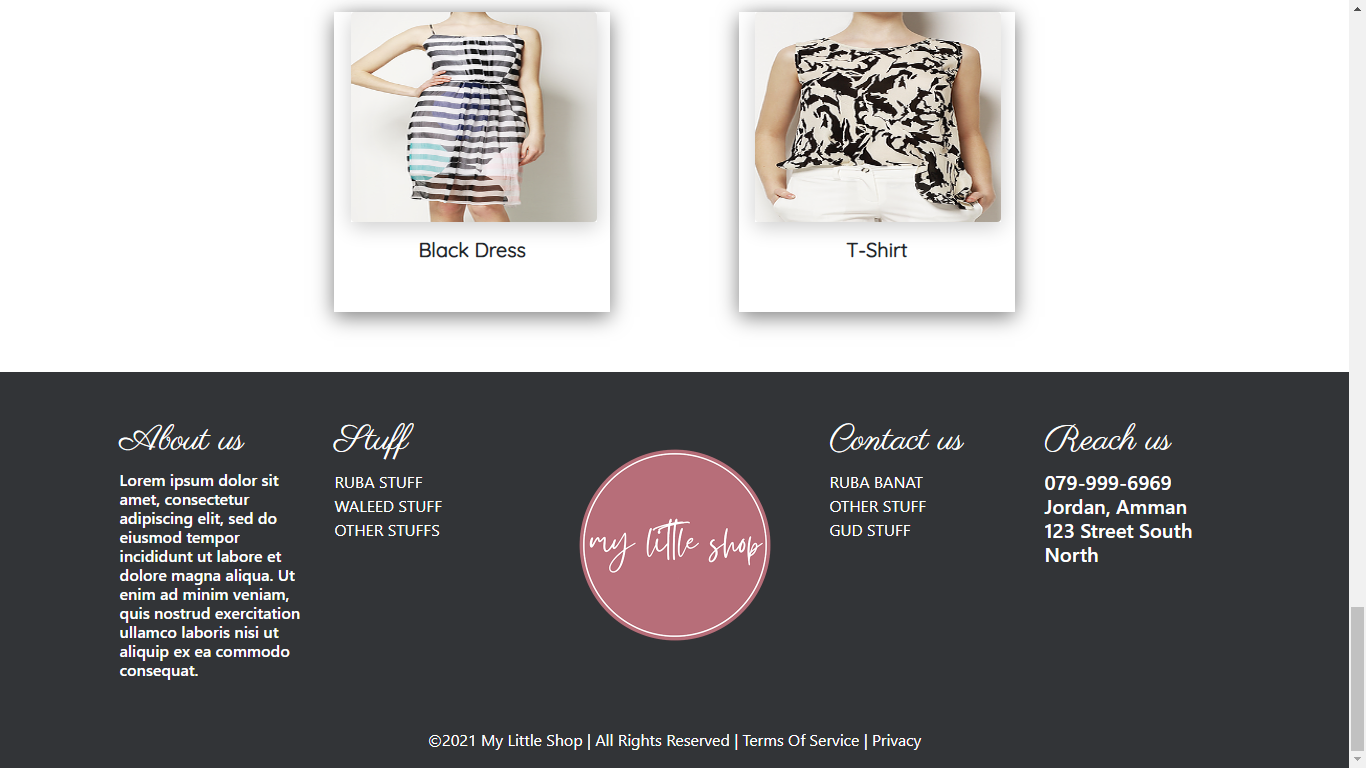 Black Dress
T-Shirt
About us
Lorem ipsum dolor sit
amet, consectetur
adipiscing elit, sed do
eiusmod tempor
incididunt ut labore et
dolore magna aliqua. Ut
enim ad minim veniam,
quis nostrud exercitation
ullamco laboris nisi ut
aliquip ex ea commodo
consequat.
Stuff
RUBA STUFF
WALEED STUFF
OTHER STUFFS
my little shop
Contact us
RUBA BANAT
OTHER STUFF
GUD STUFF
Reach us
079-999-6969
Jordan, Amman
123 Street South
North
©2021 My Little Shop | All Rights Reserved | Terms Of Service | Privacy